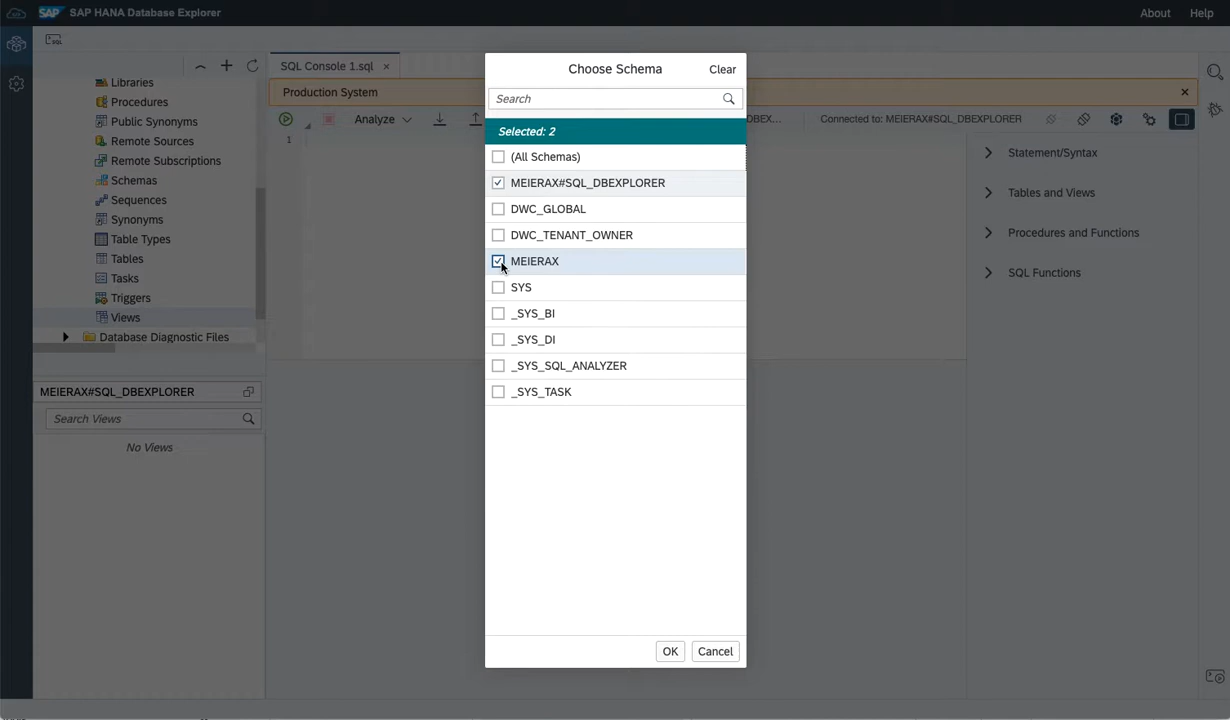 SAP SAP HANA Database Explorer
About Help
SQL
SQL Console 1.sql ×
Production System
Analyze
DBEX...
Connected to: MEIERAX#SQL_DBEXPLORER
1
Libraries
Procedures
Public Synonyms
Remote Sources
Remote Subscriptions
Schemas
Sequences
Synonyms
Table Types
Tables
Tasks
Triggers
Views
Database Diagnostic Files
MEIERAX#SQL_DBEXPLORER
Search Views
No Views
Choose Schema
Clear
Search
Selected: 2
(All Schemas)
MEIERAX#SQL_DBEXPLORER
DWC_GLOBAL
DWC_TENANT_OWNER
MEIERAX
SYS
_SYS_BI
_SYS_DI
_SYS_SQL_ANALYZER
_SYS_TASK
OK Cancel
Statement/Syntax
Tables and Views
Procedures and Functions
SQL Functions